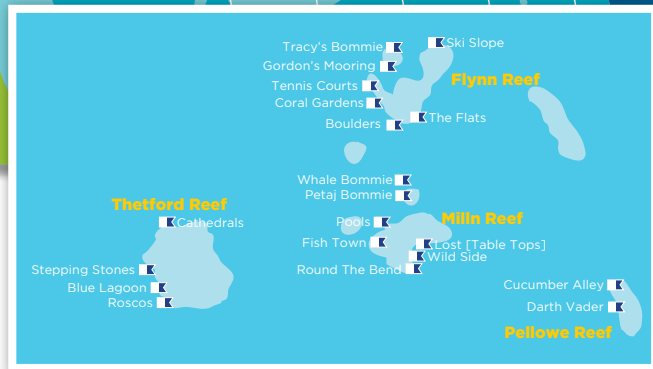 Tracy's Bommie
Ski Slope
Gordon's Mooring
Flynn Reef
Tennis Courts
Coral Gardens
The Flats
Boulders
Whale Bommie
Petaj Bommie
Thetford Reef
Cathedrals
Pools
Milln Reef
Fish Town
Lost [Table Tops]
Wild Side
Stepping Stones
Round The Bend
Blue Lagoon
Cucumber Alley
Roscos
Darth Vader
Pellowe Reef